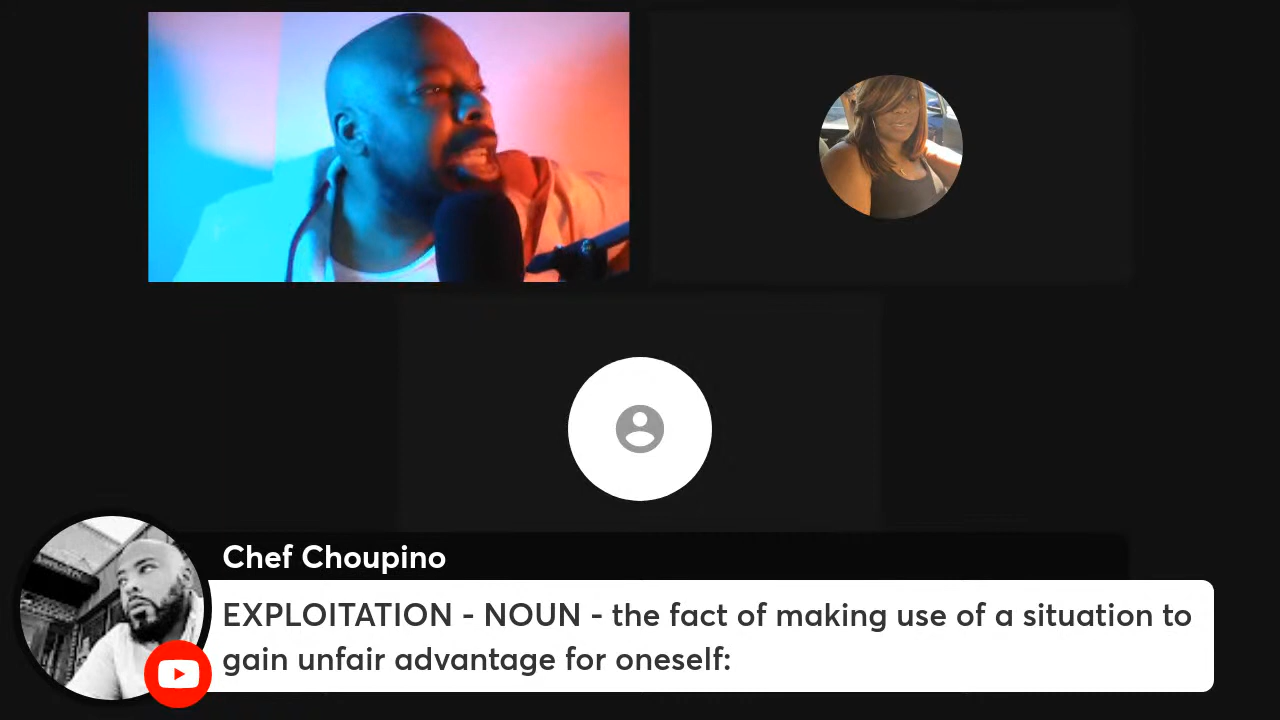 Chef Choupino
EXPLOITATION - NOUN - the fact of making use of a situation to
gain unfair advantage for oneself: